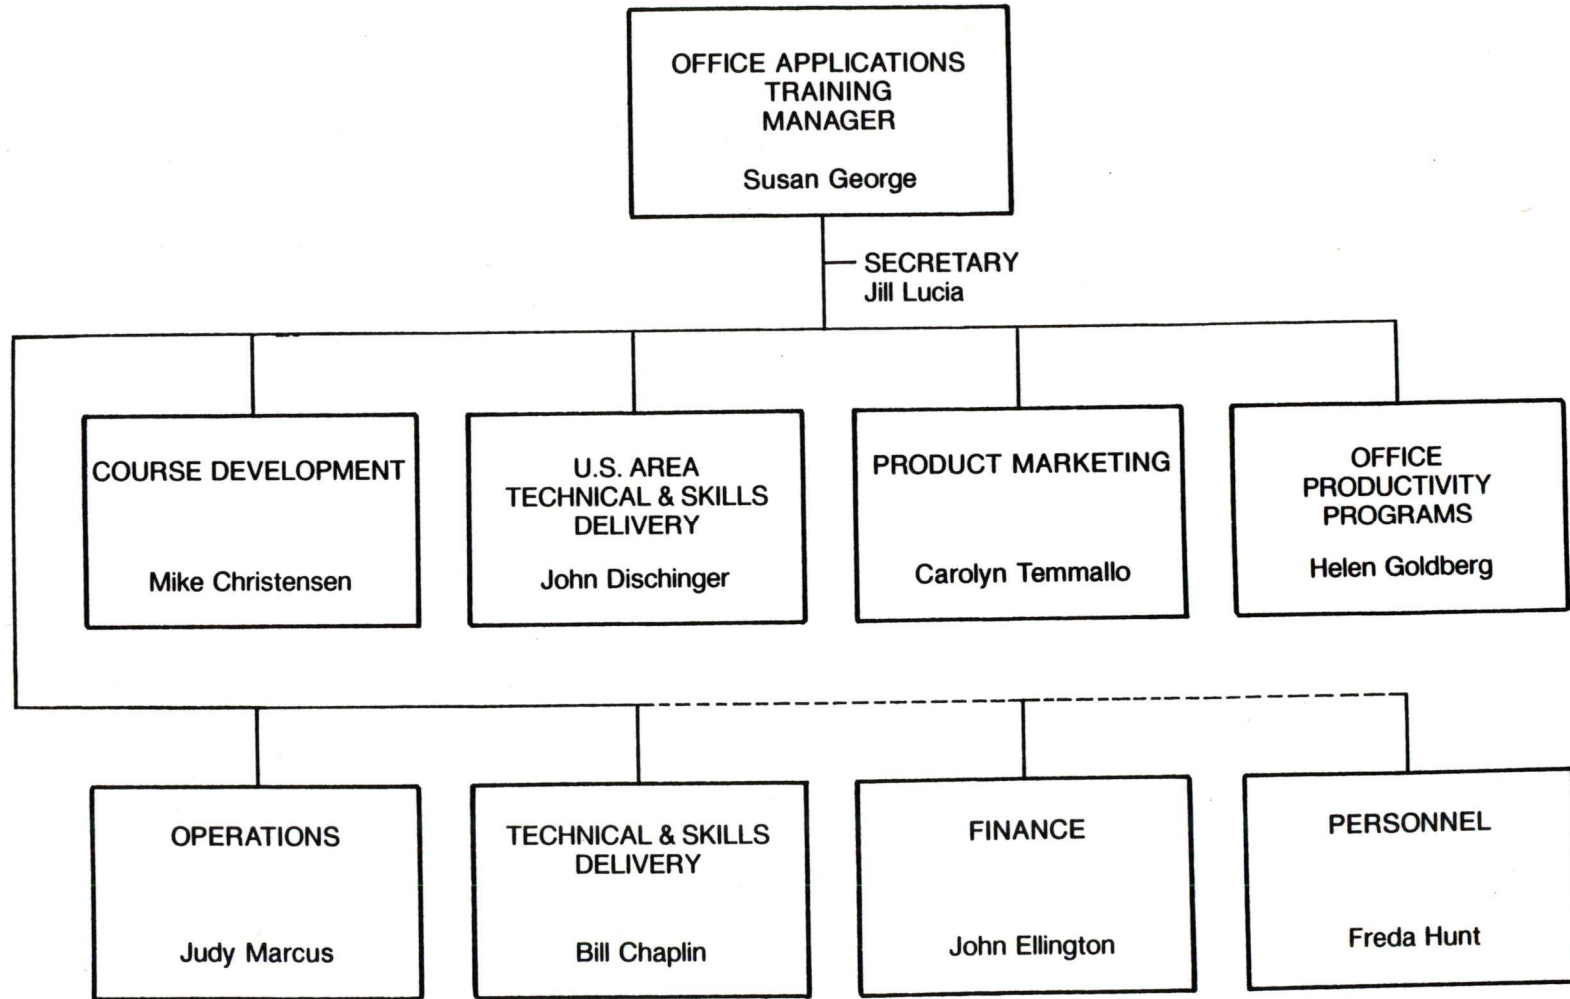 OFFICE APPLICATIONS
TRAINING
MANAGER
Susan George
SECRETARY
Jill Lucia
COURSE DEVELOPMENT
Mike Christensen
U.S. AREA
TECHNICAL & SKILLS
DELIVERY
John Dischinger
PRODUCT MARKETING
Carolyn Temmallo
OFFICE
PRODUCTIVITY
PROGRAMS
Helen Goldberg
OPERATIONS
Judy Marcus
TECHNICAL & SKILLS
DELIVERY
Bill Chaplin
FINANCE
John Ellington
PERSONNEL
Freda Hunt